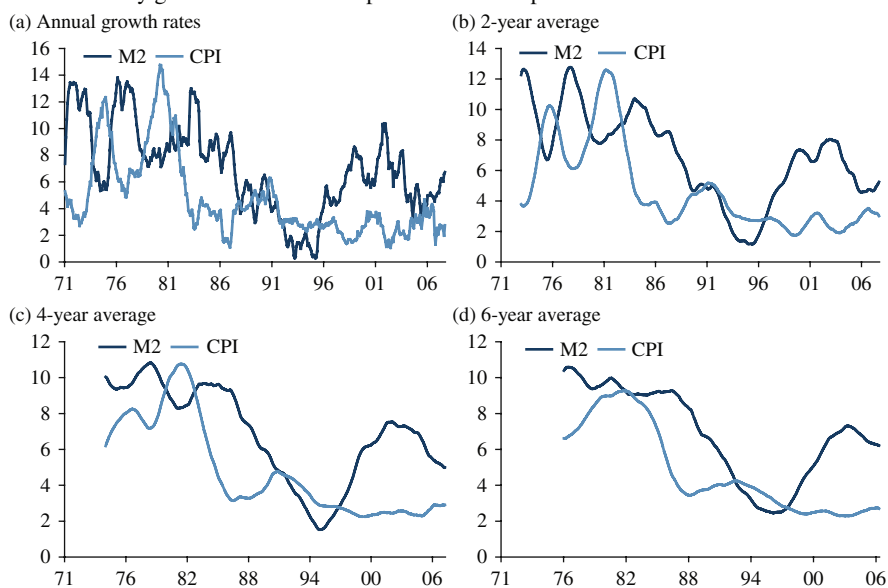 (a) Annual growth rates
M2 CPI
16
14
12
10
8
6
4
2
0
71 76 81 86 91 96 01 06
(b) 2-year average
M2 CPI
14
12
10
8
6
4
2
0
71 76 81 86 91 96 01 06
(c) 4-year average
M2 CPI
12
10
8
6
4
2
0
71 76 82 88 94 00 06
(d) 6-year average
M2 CPI
12
10
8
6
4
2
0
71 76 82 88 94 00 06